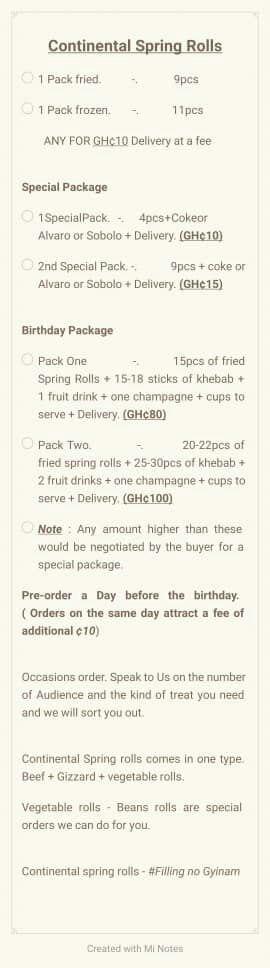 Continental Spring Rolls
1 Pack fried. -. 9pcs
1 Pack frozen. -. 11pcs
ANY FOR GH¢10 Delivery at a fee
Special Package
1SpecialPack. -. 4pcs+Cokeor
Alvaro or Sobolo + Delivery. (GH¢10)
2nd Special Pack. -. 9pcs + coke or
Alvaro or Sobolo + Delivery. (GH¢15)
Birthday Package
Pack One -. 15pcs of fried
Spring Rolls + 15-18 sticks of khebab +
1 fruit drink + one champagne + cups to
serve + Delivery. (GH¢80)
Pack Two. -. 20-22pcs of
fried spring rolls + 25-30pcs of khebab +
2 fruit drinks + one champagne + cups to
serve + Delivery. (GH¢100)
Note : Any amount higher than these
would be negotiated by the buyer for a
special package.
Pre-order a Day before the birthday.
( Orders on the same day attract a fee of
additional ¢10)
Occasions order. Speak to Us on the number
of Audience and the kind of treat you need
and we will sort you out.
Continental Spring rolls comes in one type.
Beef + Gizzard + vegetable rolls.
Vegetable rolls - Beans rolls are special
orders we can do for you.
Continental spring rolls - #Filling no Gyinam
Created with Mi Notes